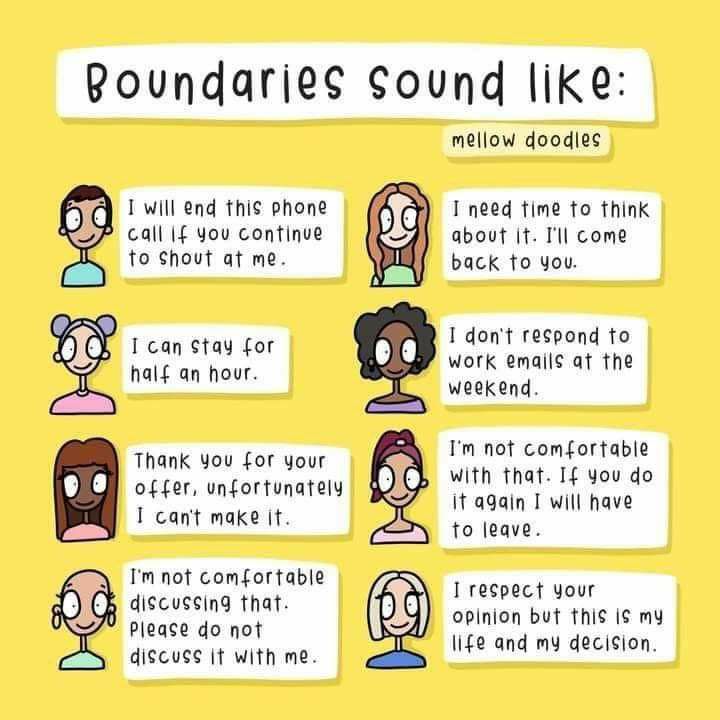 Boundaries sound like:
mellow doodles
I will end this phone
call if you continue
to shout at me.
I need time to think
about it. I'll come
back to you.
I can stay for
half an hour.
I don't respond to
work emails at the
weekend.
Thank you for your
offer, unfortunately
I can't make it.
I'm not comfortable
with that. If you do
it again I will have
to leave.
I'm not comfortable
discussing that.
Please do not
discuss it with me.
I respect your
opinion but this is my
life and my decision.